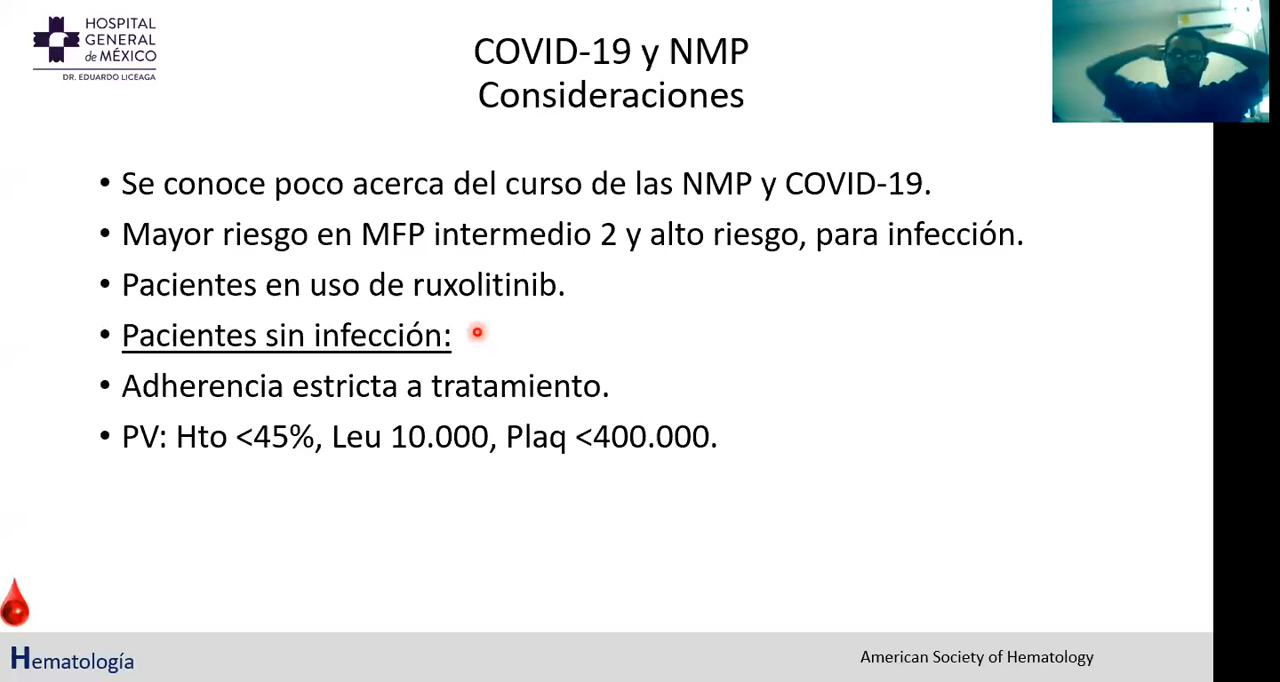 HOSPITAL
GENERAL
de MÉXICO
DR. EDUARDO LICEAGA
COVID-19 y NMP
Consideraciones
• Se conoce poco acerca del curso de las NMP y COVID-19.
• Mayor riesgo en MFP intermedio 2 y alto riesgo, para infección.
• Pacientes en uso de ruxolitinib.
• Pacientes sin infección:
• Adherencia estricta a tratamiento.
• PV: Hto <45%, Leu 10.000, Plaq <400.000.
Hematología
American Society of Hematology